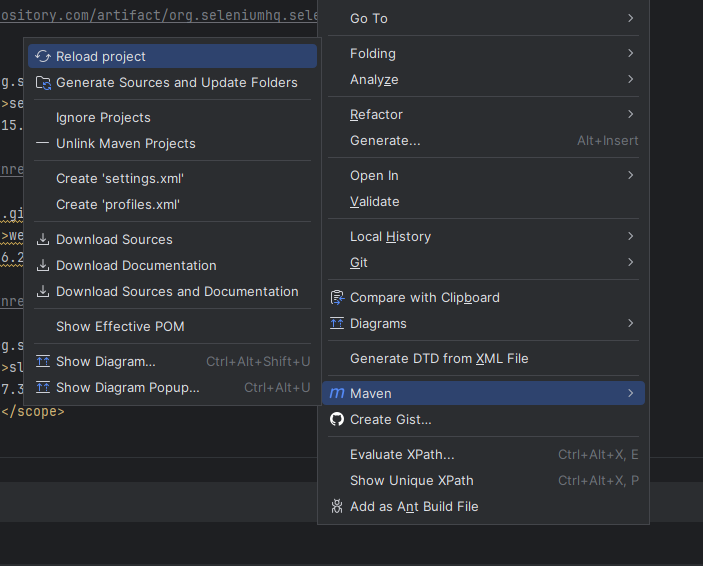 ository.com/artifact/org.seleniumhq.sele
Go To
Folding
Analyze
Refactor
Generate... Alt+Insert
Open In
Validate
Local History
Git
Compare with Clipboard
Diagrams
Generate DTD from XML File
Maven
Create Gist...
Evaluate XPath... Ctrl+Alt+X, E
Show Unique XPath Ctrl+Alt+X, P
Add as Ant Build File
Reload project
Generate Sources and Update Folders
Ignore Projects
Unlink Maven Projects
Create 'settings.xml'
Create 'profiles.xml'
Download Sources
Download Documentation
Download Sources and Documentation
Show Effective POM
Show Diagram... Ctrl+Alt+Shift+U
Show Diagram Popup... Ctrl+Alt+U
g.s
>se
15.
nre
.gi
>we
6.2
nre
g.s
>sl
7.3
</scope>